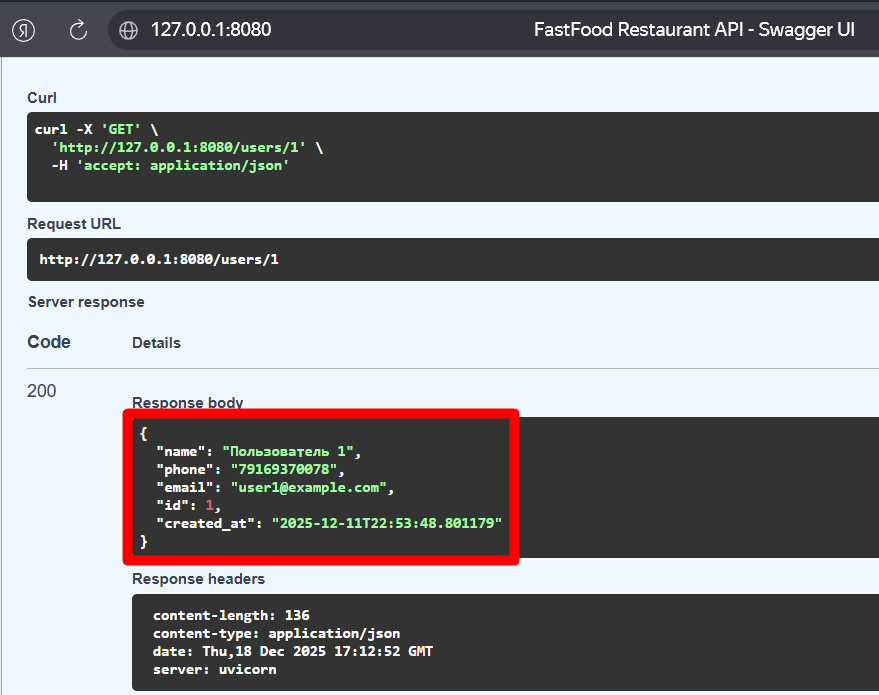 Я 127.0.0.1:8080 FastFood Restaurant API - Swagger UI
Curl
curl -X 'GET' \
'http://127.0.0.1:8080/users/1' \
-H 'accept: application/json'
Request URL
http://127.0.0.1:8080/users/1
Server response
Code Details
200
Response body
{
"name": "Пользователь 1",
"phone": "79169370078",
"email": "user1@example.com",
"id": 1,
"created_at": "2025-12-11T22:53:48.801179"
}
Response headers
content-length: 136
content-type: application/json
date: Thu,18 Dec 2025 17:12:52 GMT
server: uvicorn